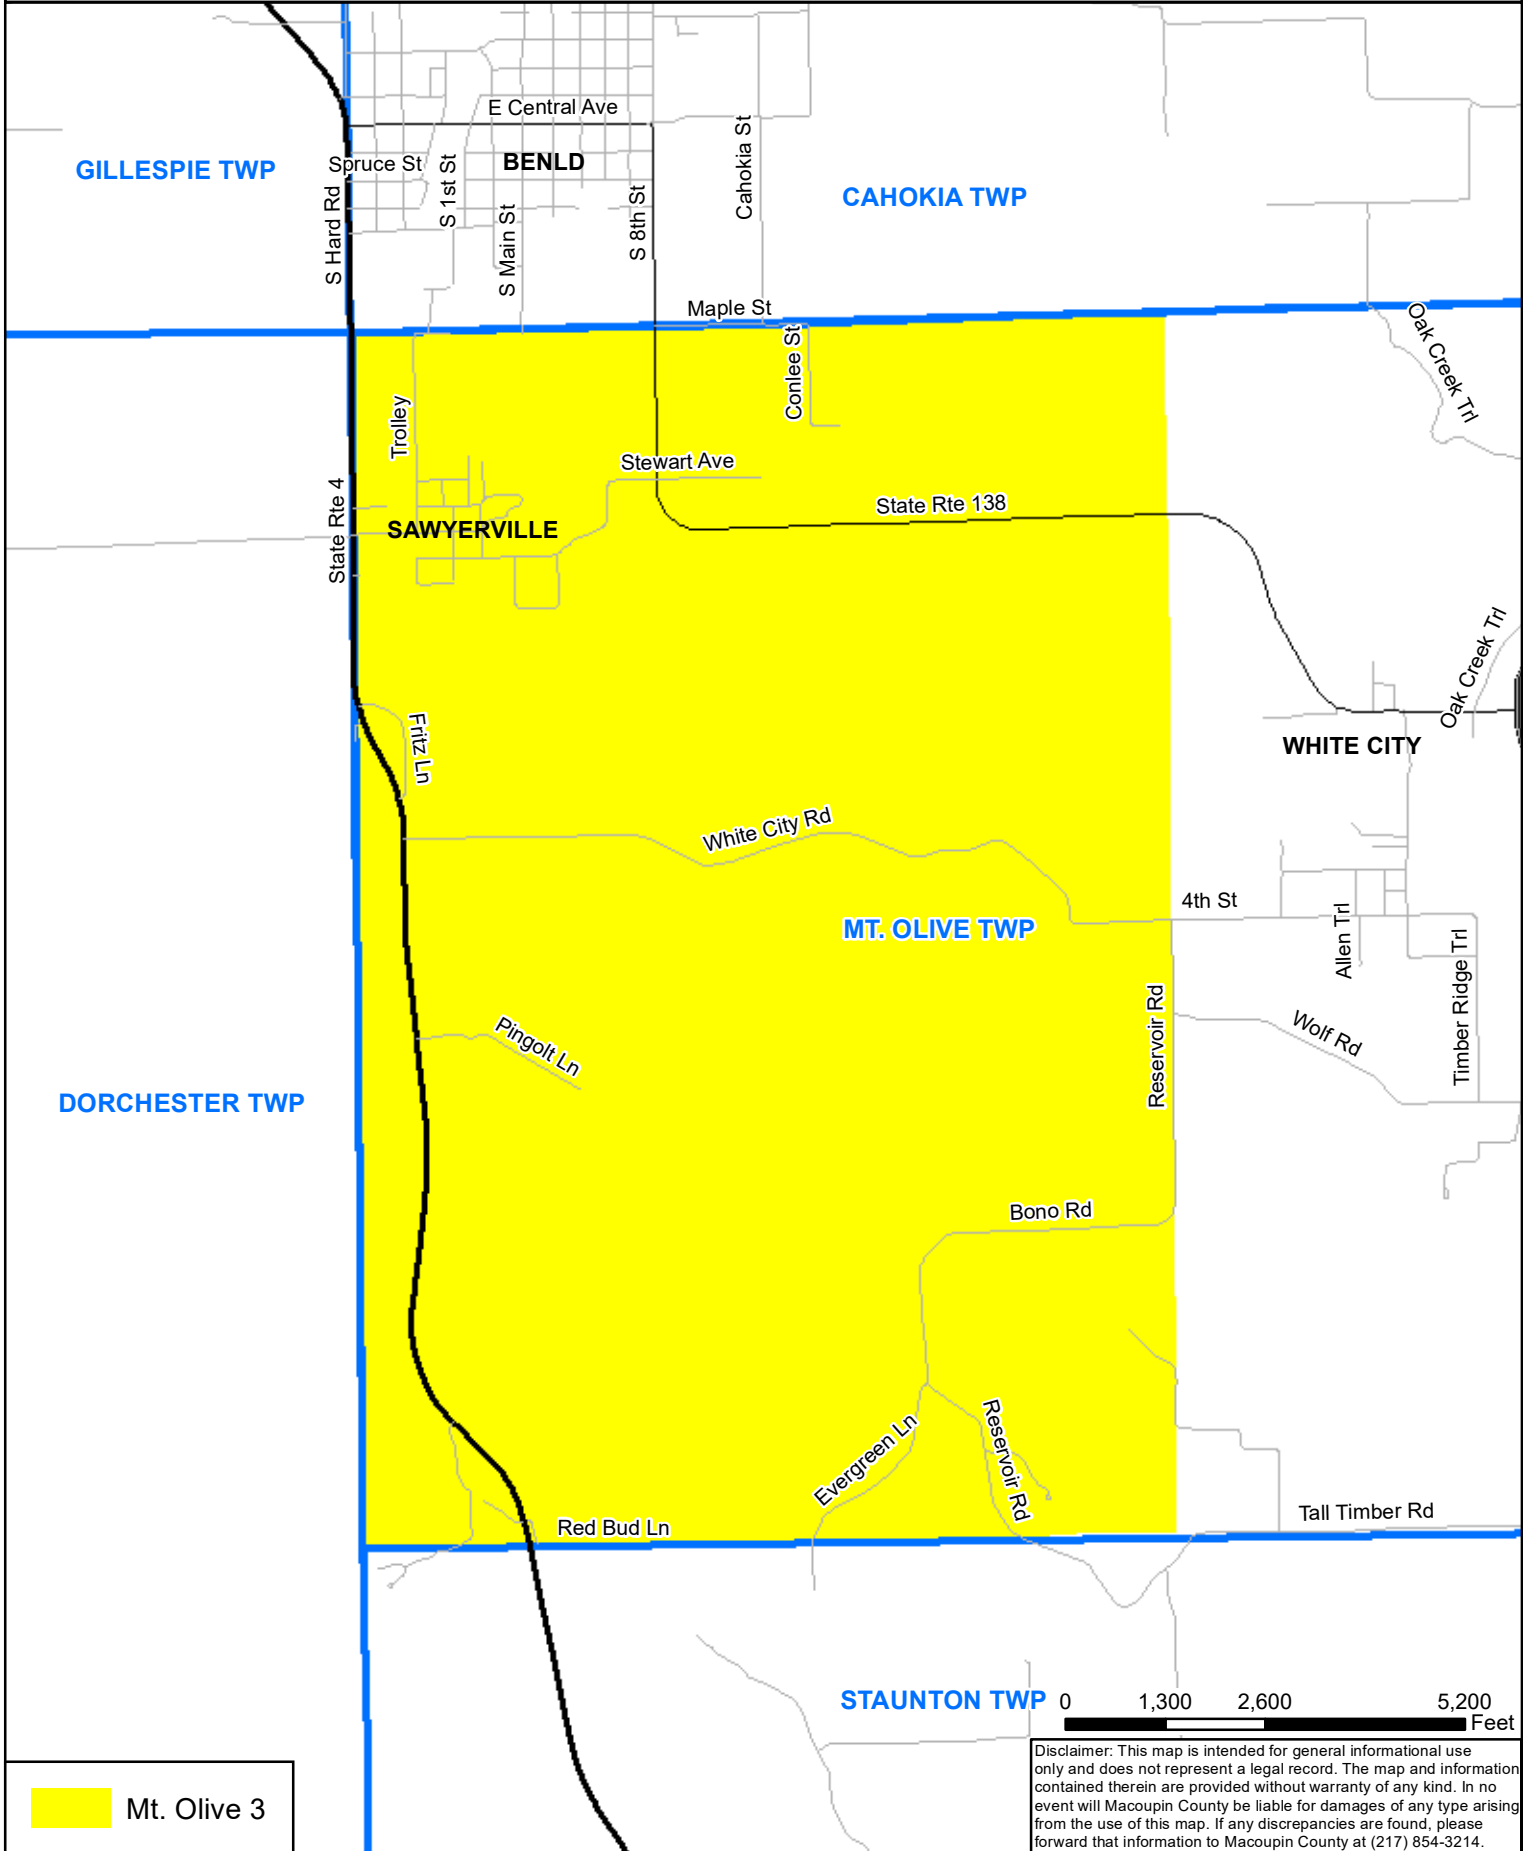 E Central Ave
GILLESPIE TWP
Spruce St
BENLD
S Hard Rd
S 1st St
S Main St
S 8th St
Cahokia St
CAHOKIA TWP
Maple St
Conlee St
Oak Creek Trl
Trolley
Stewart Ave
State Rte 4
SAWYERVILLE
State Rte 138
Oak Creek Trl
WHITE CITY
Fritz Ln
White City Rd
4th St
MT. OLIVE TWP
Allen Trl
Timber Ridge Trl
Reservoir Rd
Wolf Rd
Pingolt Ln
DORCHESTER TWP
Bono Rd
Evergreen Ln
Reservoir Rd
Red Bud Ln
Tall Timber Rd
STAUNTON TWP
0 1,300 2,600 5,200
Feet
Mt. Olive 3
Disclaimer: This map is intended for general informational use
only and does not represent a legal record. The map and information
contained therein are provided without warranty of any kind. In no
event will Macoupin County be liable for damages of any type arising
from the use of this map. If any discrepancies are found, please
forward that information to Macoupin County at (217) 854-3214.